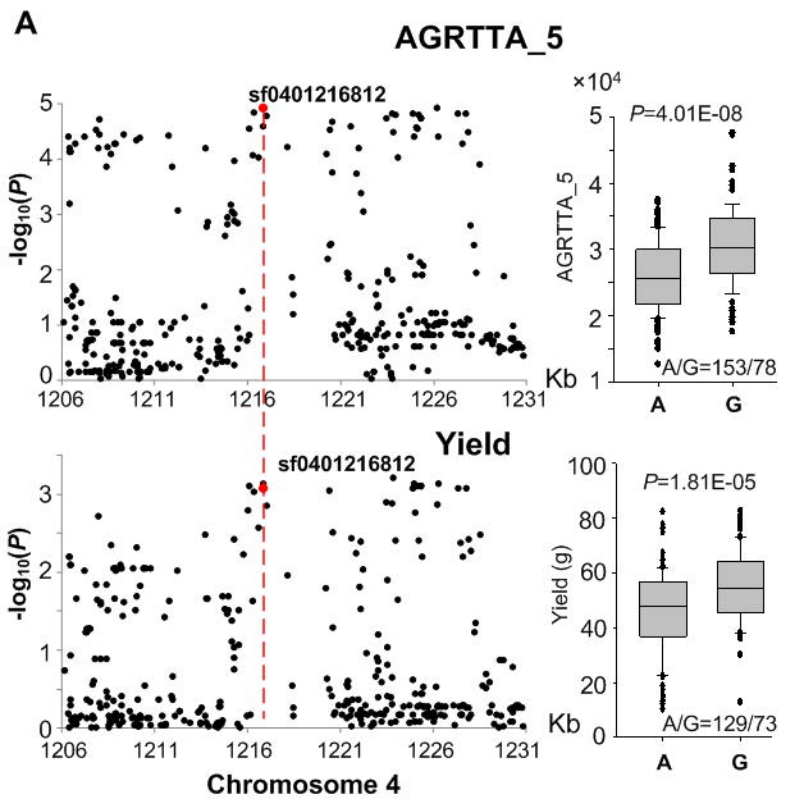 A
AGRTTA_5
sf0401216812
-log10(P)
5
4
3
2
1
0
1206 1211 1216 1221 1226 1231
Kb
×10⁴
P=4.01E-08
AGRTTA_5
5
4
3
2
1
A/G=153/78
A G
Yield
sf0401216812
-log10(P)
3
2
1
0
1206 1211 1216 1221 1226 1231
Kb
Chromosome 4
P=1.81E-05
Yield (g)
100
80
60
40
20
0
A/G=129/73
A G